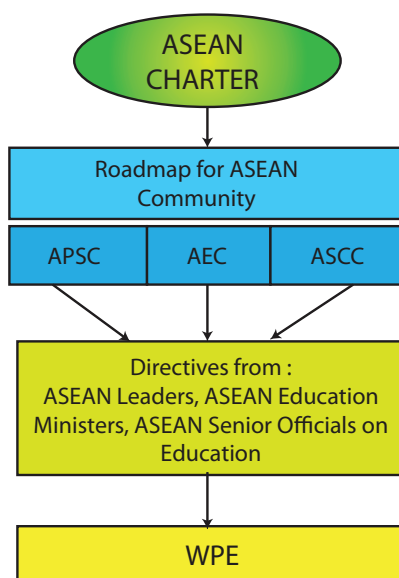 ASEAN
CHARTER
Roadmap for ASEAN
Community
APSC AEC ASCC
Directives from :
ASEAN Leaders, ASEAN Education
Ministers, ASEAN Senior Officials on
Education
WPE